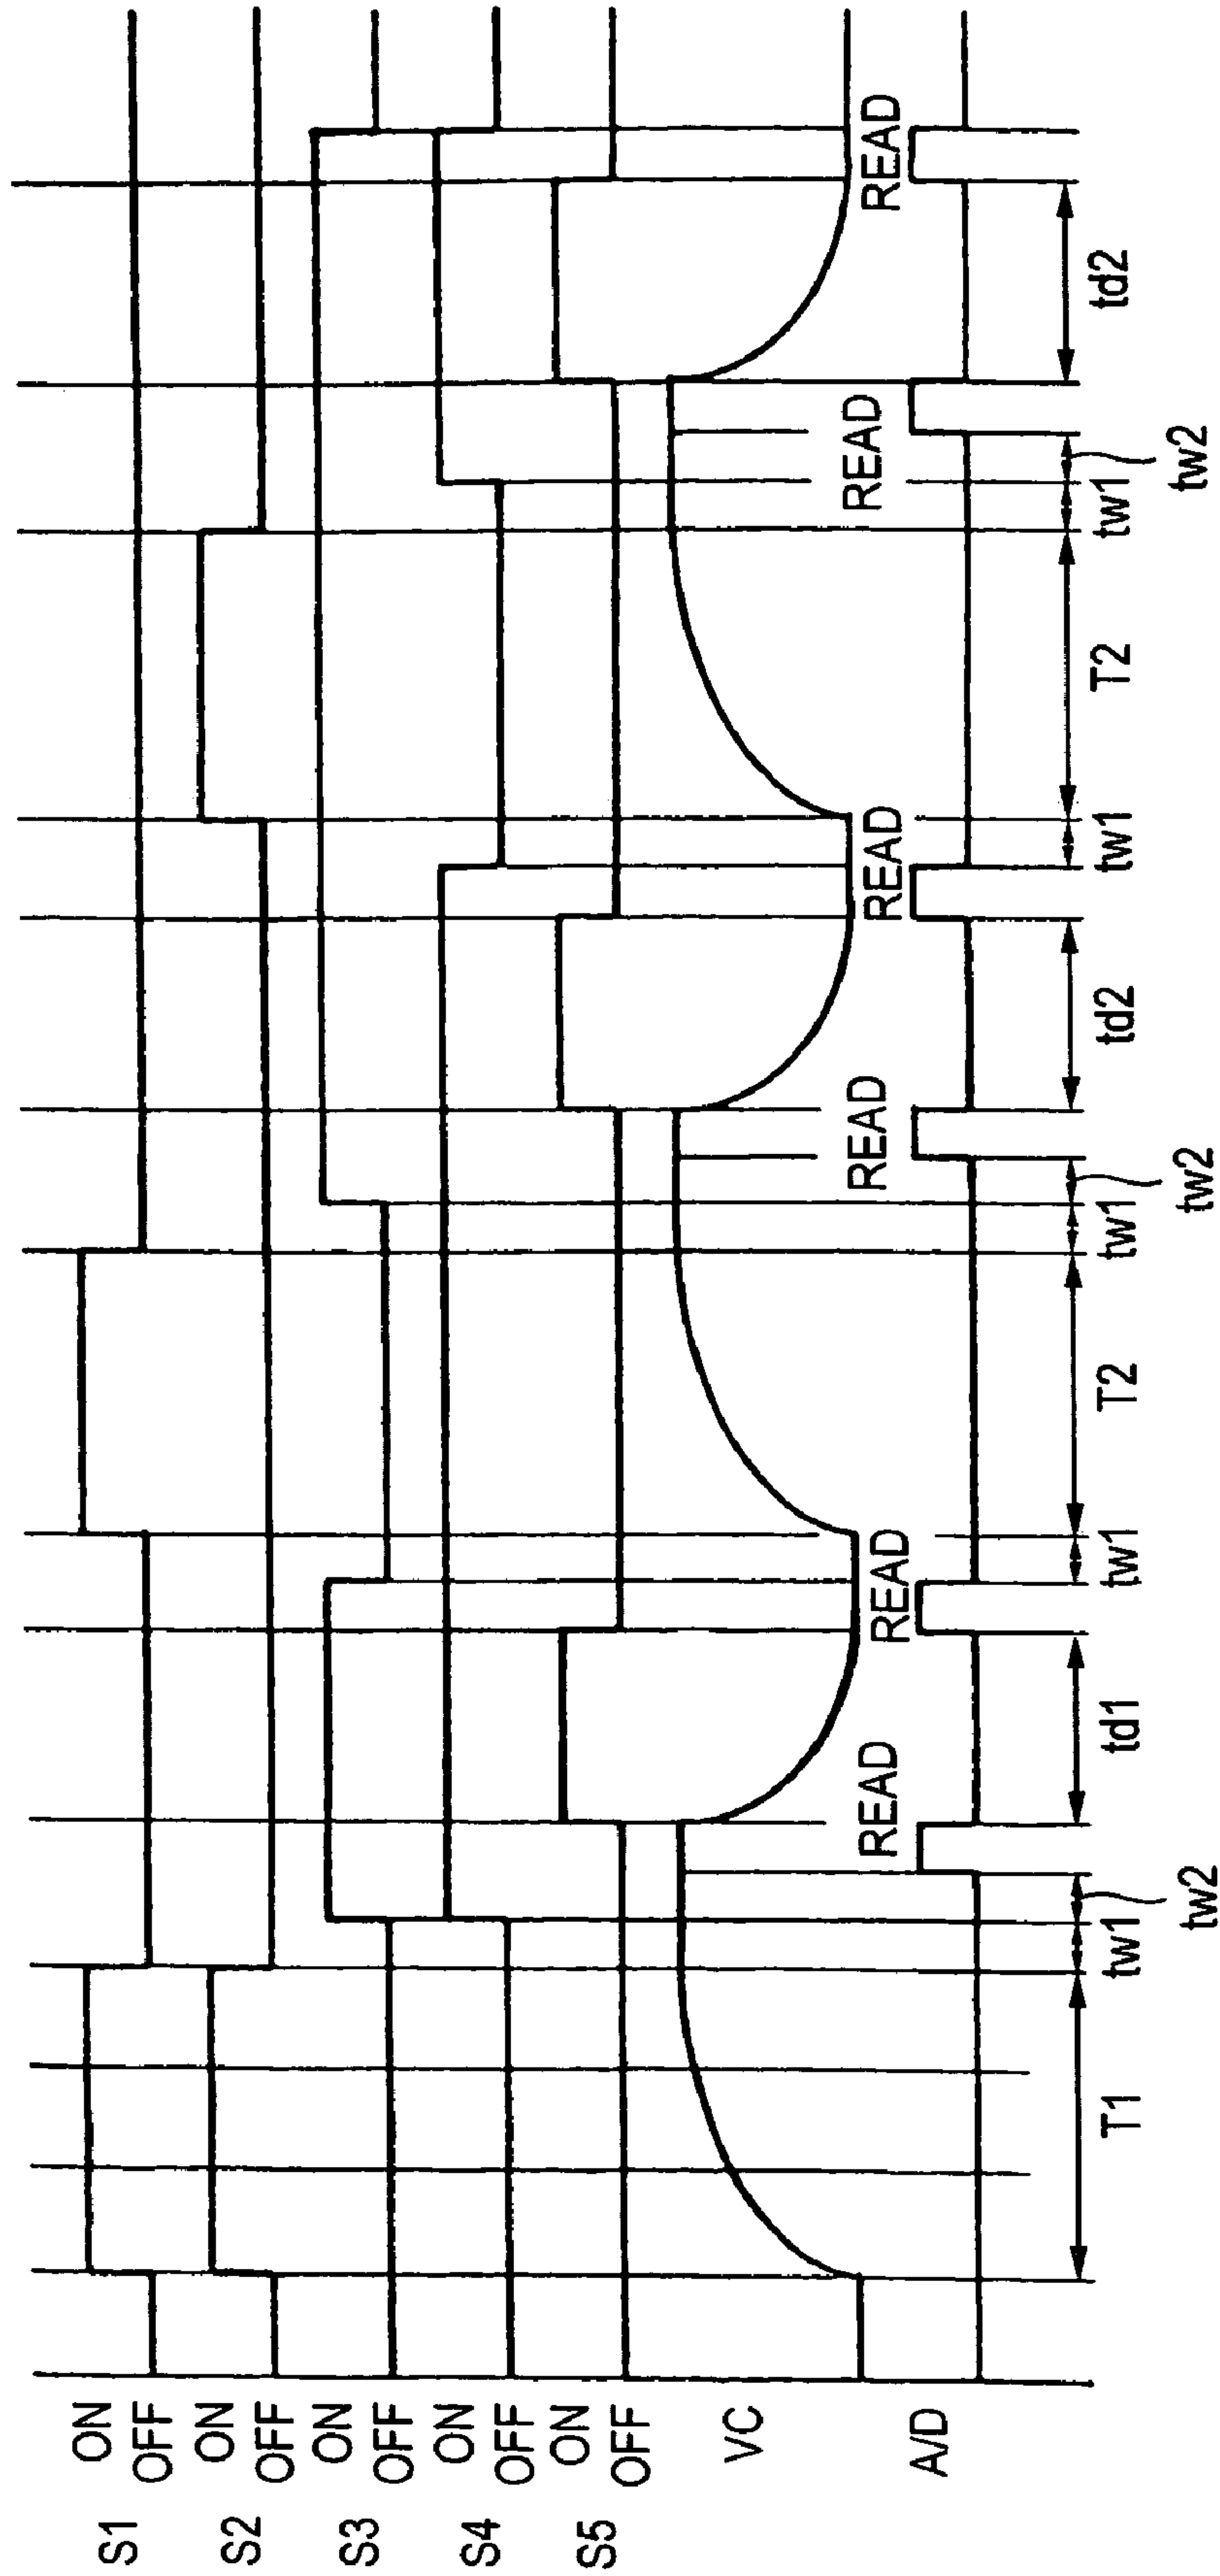 S1 ON
OFF
S2 ON
OFF
S3 ON
OFF
S4 ON
OFF
S5 ON
OFF
VC
READ READ READ READ READ READ
A/D
T1 tw1 td1 tw1 T2 tw1 td2 tw1 T2 tw1 td2
tw2 tw2 tw2